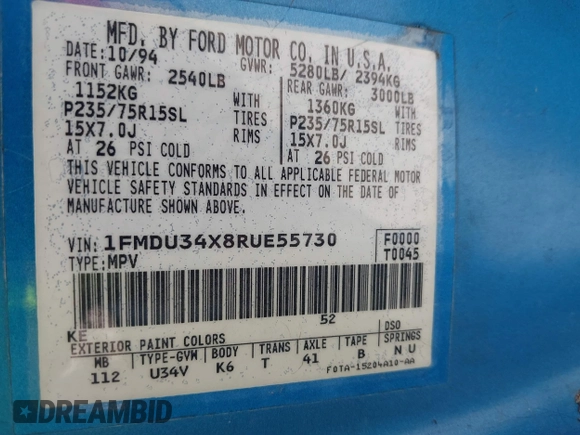 MFD. BY FORD MOTOR CO. IN U.S.A.
DATE: 10/94 GVWR: 5280LB/ 2394KG
FRONT GAWR: 2540LB REAR GAWR: 3000LB
1152KG WITH 1360KG WITH
P235/75R15SL TIRES P235/75R15SL TIRES
15X7.0J RIMS 15X7.0J RIMS
AT 26 PSI COLD AT 26 PSI COLD
THIS VEHICLE CONFORMS TO ALL APPLICABLE FEDERAL MOTOR
VEHICLE SAFETY STANDARDS IN EFFECT ON THE DATE OF
MANUFACTURE SHOWN ABOVE.
VIN: 1FMDU34X8RUE55730 F0000
TYPE: MPV T0045
52
KE
EXTERIOR PAINT COLORS DSO
MB TYPE-GVW BODY TRANS AXLE TAPE SPRINGS
112 U34V K6 T 41 B N U
F0TA-15204A10-AA
DREAMBID